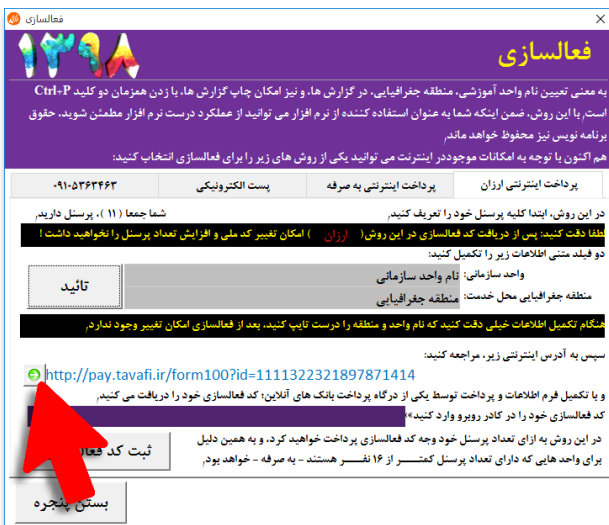 فعالسازی
۱۳۹۸
فعالسازی
به معنی تعیین نام واحد آموزشی، منطقه جغرافیایی، در گزارش ها، و نیز امکان چاپ گزارش ها، با زدن همزمان دو کلید Ctrl+P
است, با این روش، ضمن اینکه شما به عنوان استفاده کننده از نرم افزار می توانید از عملکرد درست نرم افزار مطمئن شوید، حقوق
برنامه نویس نیز محفوظ خواهد ماند,
هم اکنون با توجه به امکانات موجوددر اینترنت می توانید یکی از روش های زیر را برای فعالسازی انتخاب کنید:
پرداخت اینترنتی ارزان
پرداخت اینترنتی به صرفه
پست الکترونیکی
۰۹۱۰۵۳۶۳۴۶۳
در این روش، ابتدا کلیه پرسنل خود را تعریف کنید,
شما جمعا ( ۱۱ )، پرسنل دارید,
لطفا دقت کنید: پس از دریافت کد فعالسازی در این روش( ارزان ) امکان تغییر کد ملی و افزایش تعداد پرسنل را نخواهید داشت !
دو فیلد متنی اطلاعات زیر را تکمیل کنید:
واحد سازمانی: نام واحد سازمانی
منطقه جغرافیایی محل خدمت: منطقه جغرافیایی
تائید
هنگام تکمیل اطلاعات خیلی دقت کنید که نام واحد و منطقه را درست تایپ کنید، بعد از فعالسازی امکان تغییر وجود ندارد,
سپس به آدرس اینترنتی زیر، مراجعه کنید:
http://pay.tavafi.ir/form100?id=1111322321897871414
و با تکمیل فرم اطلاعات و پرداخت توسط یکی از درگاه پرداخت بانک های آنلاین؛ کد فعالسازی خود را دریافت می کنید,
کد فعالسازی خود را در کادر روبرو وارد کنید»»
در این روش به ازای تعداد پرسنل خود وجه کد فعالسازی پرداخت خواهید کرد، و به همین دلیل
برای واحد هایی که دارای تعداد پرسنل کمتـــــر از ۱۶ نفــــر هستند - به صرفه - خواهد بود,
ثبت کد
بستن پنجره